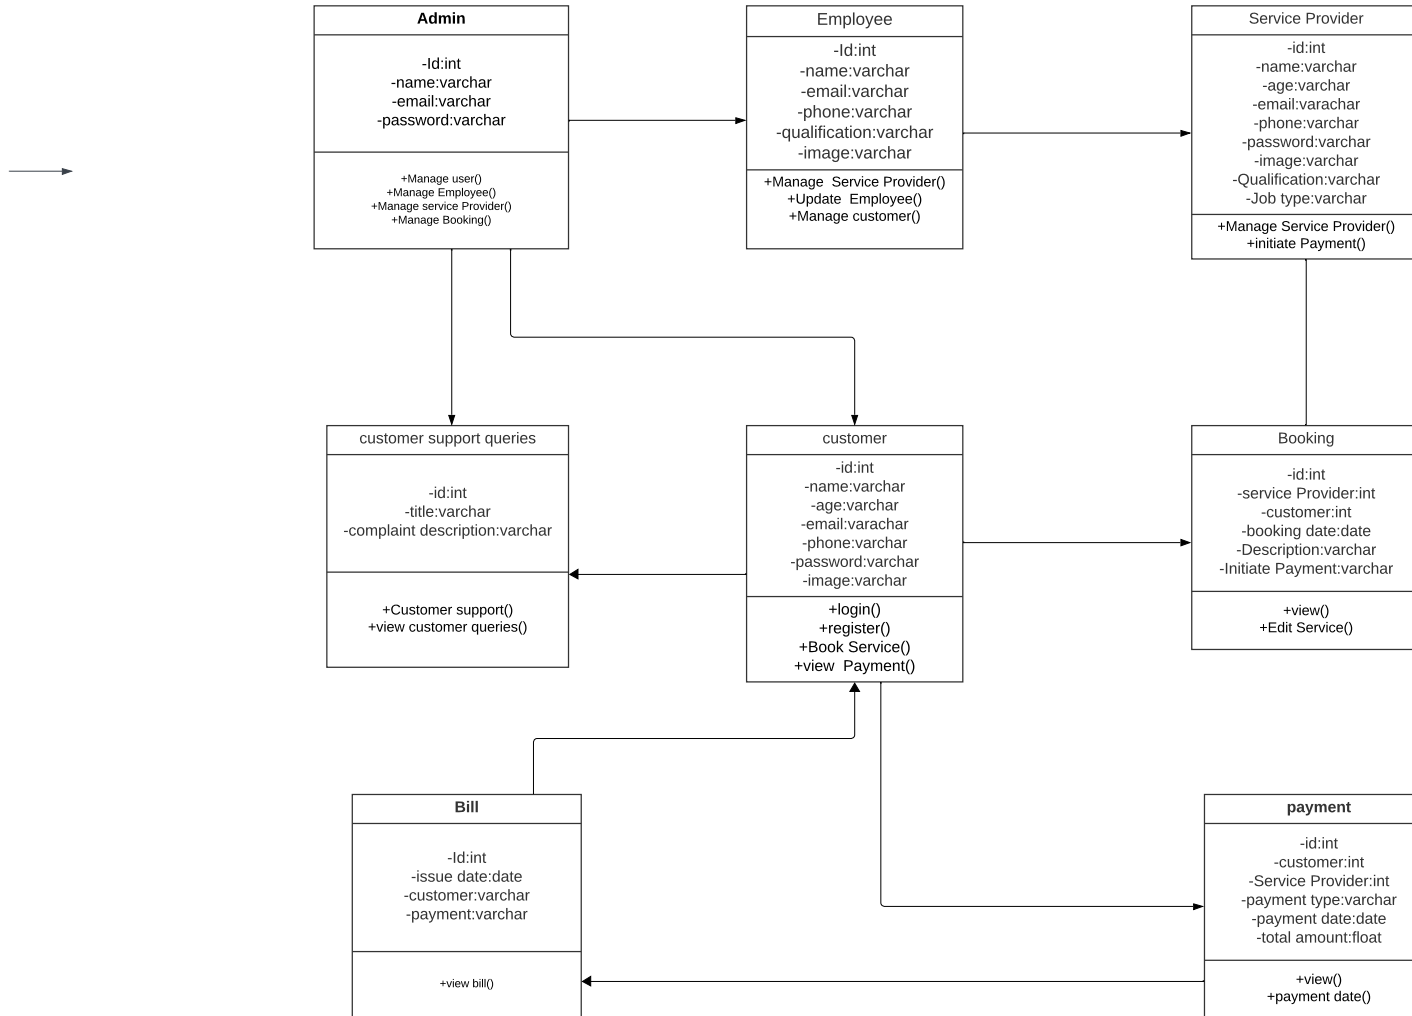 Admin
-Id:int
-name:varchar
-email:varchar
-password:varchar
+Manage user()
+Manage Employee()
+Manage service Provider()
+Manage Booking()
Employee
-Id:int
-name:varchar
-email:varchar
-phone:varchar
-qualification:varchar
-image:varchar
+Manage  Service Provider()
+Update  Employee()
+Manage customer()
Service Provider
-id:int
-name:varchar
-age:varchar
-email:varachar
-phone:varchar
-password:varchar
-image:varchar
-Qualification:varchar
-Job type:varchar
+Manage Service Provider()
+initiate Payment()
customer support queries
-id:int
-title:varchar
-complaint description:varchar
+Customer support()
+view customer queries()
customer
-id:int
-name:varchar
-age:varchar
-email:varachar
-phone:varchar
-password:varchar
-image:varchar
+login()
+register()
+Book Service()
+view  Payment()
Booking
-id:int
-service Provider:int
-customer:int
-booking date:date
-Description:varchar
-Initiate Payment:varchar
+view()
+Edit Service()
Bill
-Id:int
-issue date:date
-customer:varchar
-payment:varchar
+view bill()
payment
-id:int
-customer:int
-Service Provider:int
-payment type:varchar
-payment date:date
-total amount:float
+view()
+payment date()